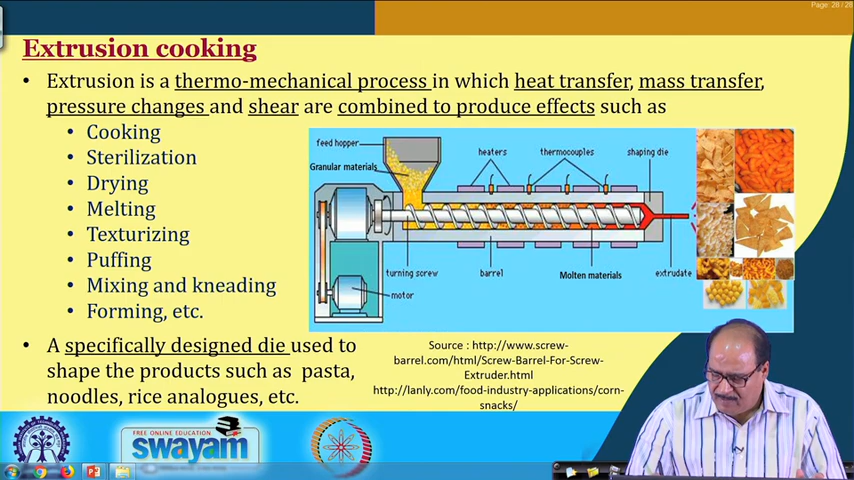 Page: 28 / 28
Extrusion cooking
• Extrusion is a thermo-mechanical process in which heat transfer, mass transfer,
pressure changes and shear are combined to produce effects such as
• Cooking
• Sterilization
• Drying
• Melting
• Texturizing
• Puffing
• Mixing and kneading
• Forming, etc.
feed hopper
Granular materials
heaters
thermocouples
shaping die
turning screw
barrel
Molten materials
extrudate
motor
• A specifically designed die used to
shape the products such as pasta,
noodles, rice analogues, etc.
Source : http://www.screw-
barrel.com/html/Screw-Barrel-For-Screw-
Extruder.html
http://lanly.com/food-industry-applications/corn-
snacks/
FREE ONLINE EDUCATION
swayam